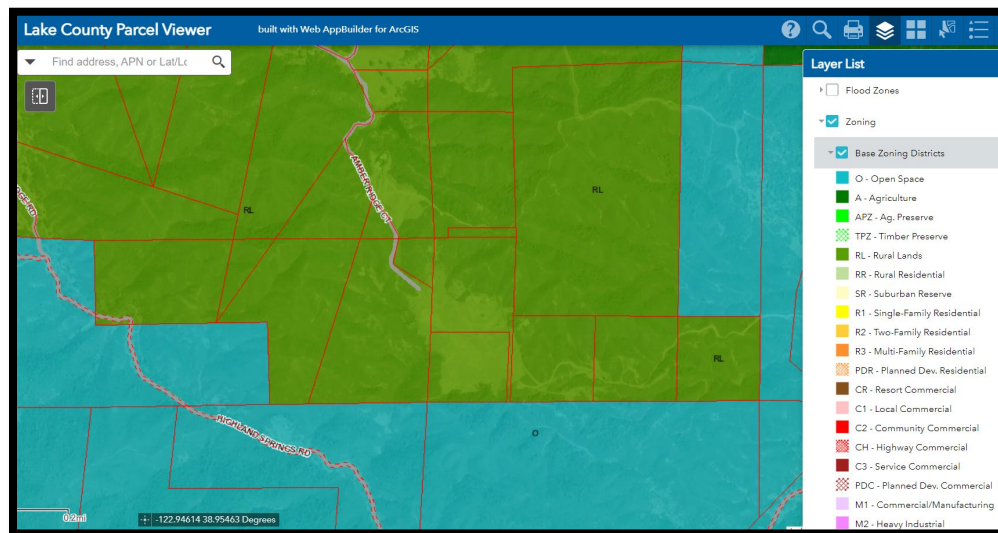 Lake County Parcel Viewer
built with Web AppBuilder for ArcGIS
Find address, APN or Lat/Lc
Layer List
Flood Zones
Zoning
Base Zoning Districts
O - Open Space
A - Agriculture
APZ - Ag. Preserve
TPZ - Timber Preserve
RL - Rural Lands
RR - Rural Residential
SR - Suburban Reserve
R1 - Single-Family Residential
R2 - Two-Family Residential
R3 - Multi-Family Residential
PDR - Planned Dev. Residential
CR - Resort Commercial
C1 - Local Commercial
C2 - Community Commercial
CH - Highway Commercial
C3 - Service Commercial
PDC - Planned Dev. Commercial
M1 - Commercial/Manufacturing
M2 - Heavy Industrial
AMBER RIDGE CT
RL
RL
RL
HIGHLAND SPRINGS RD
O
0.2mi
-122.94614 38.95463 Degrees